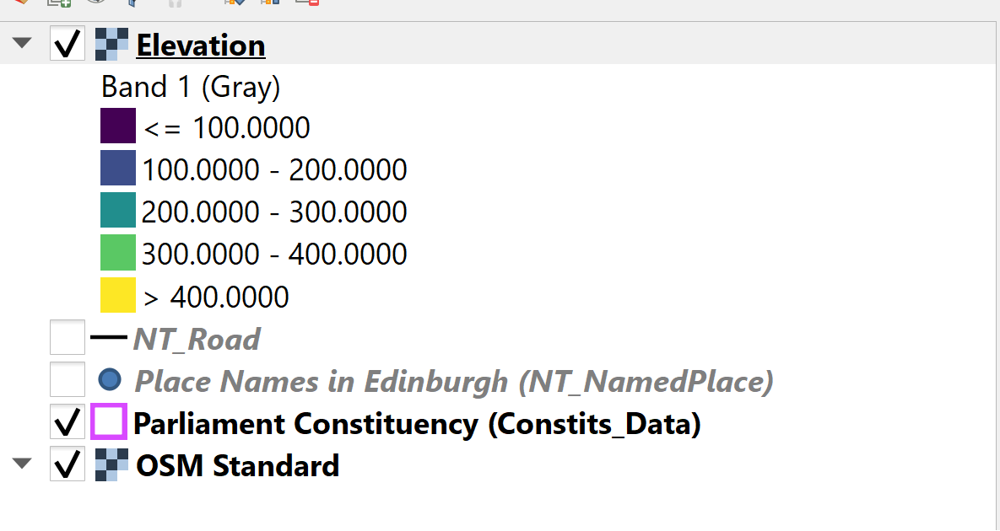 Elevation
Band 1 (Gray)
<= 100.0000
100.0000 - 200.0000
200.0000 - 300.0000
300.0000 - 400.0000
> 400.0000
NT_Road
Place Names in Edinburgh (NT_NamedPlace)
Parliament Constituency (Constits_Data)
OSM Standard